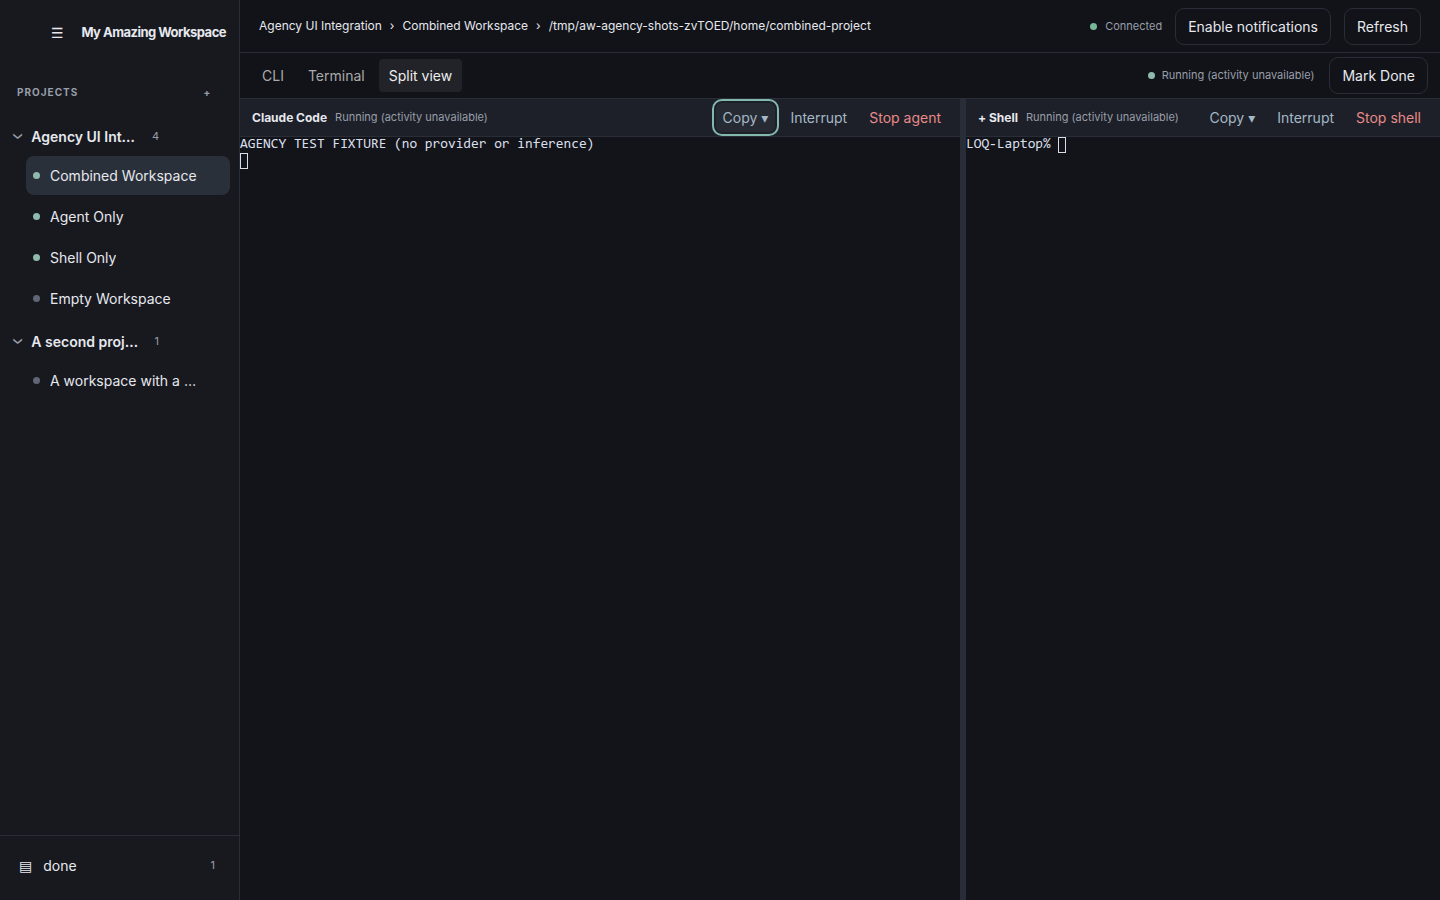 ☰ My Amazing Workspace
PROJECTS +
Agency UI Int... 4
Combined Workspace
Agent Only
Shell Only
Empty Workspace
A second proj... 1
A workspace with a ...
done 1
Agency UI Integration › Combined Workspace › /tmp/aw-agency-shots-zvTOED/home/combined-project
Connected
Enable notifications
Refresh
CLI Terminal Split view
Running (activity unavailable)
Mark Done
Claude Code Running (activity unavailable) Copy ▾ Interrupt Stop agent
AGENCY TEST FIXTURE (no provider or inference)
+ Shell Running (activity unavailable) Copy ▾ Interrupt Stop shell
LOQ-Laptop%